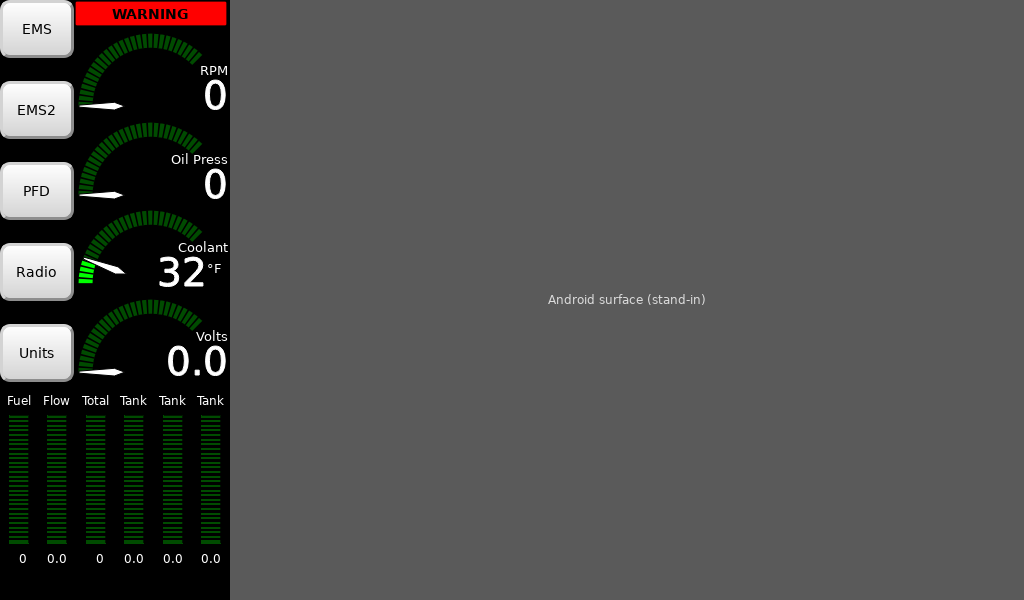 WARNING
EMS
RPM
0
EMS2
Oil Press
0
PFD
Coolant
32 °F
Radio
Volts
0.0
Units
Fuel Flow Total Tank Tank Tank
0 0.0 0 0.0 0.0 0.0
Android surface (stand-in)